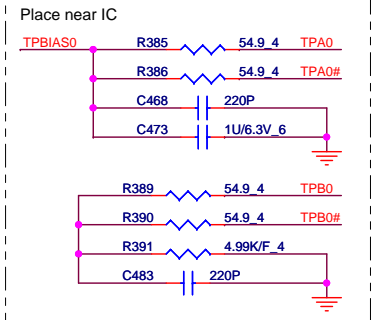 Place near IC
TPBIAS0 R385 54.9_4 TPA0
R386 54.9_4 TPA0#
C468 220P
C473 1U/6.3V_6
R389 54.9_4 TPB0
R390 54.9_4 TPB0#
R391 4.99K/F_4
C483 220P